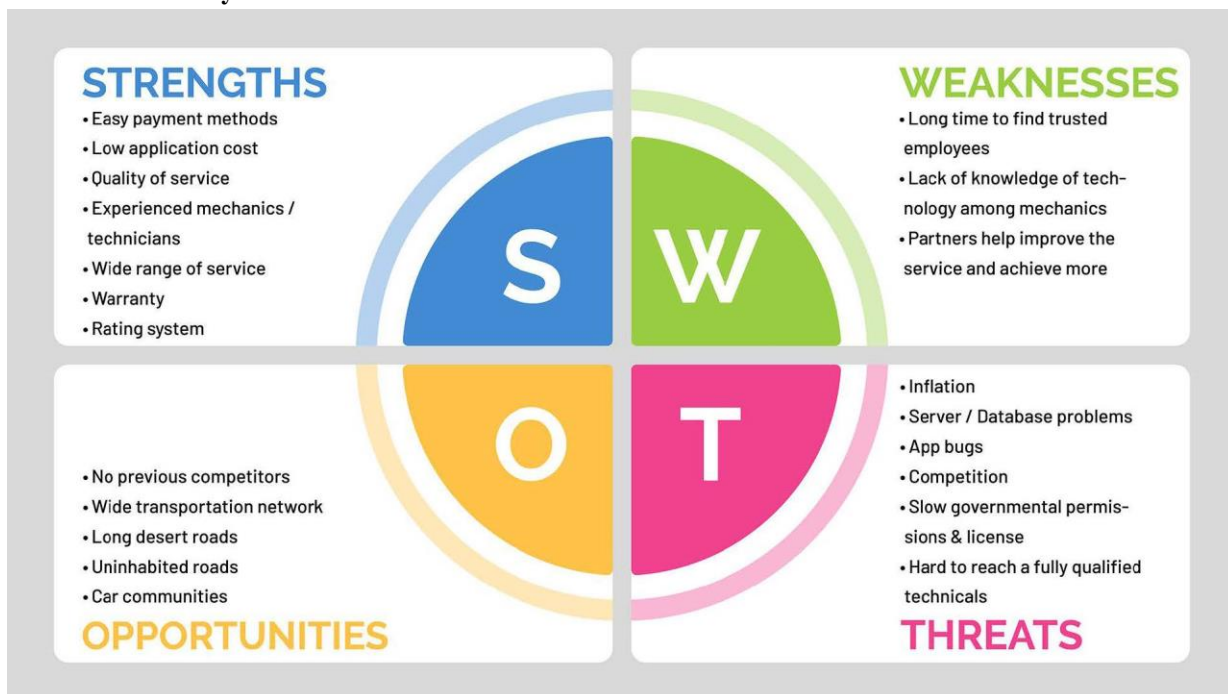 STRENGTHS
• Easy payment methods
• Low application cost
• Quality of service
• Experienced mechanics /
technicians
• Wide range of service
• Warranty
• Rating system
S
WEAKNESSES
• Long time to find trusted
employees
• Lack of knowledge of tech-
nology among mechanics
• Partners help improve the
service and achieve more
W
• No previous competitors
• Wide transportation network
• Long desert roads
• Uninhabited roads
• Car communities
OPPORTUNITIES
O
• Inflation
• Server / Database problems
• App bugs
• Competition
• Slow governmental permis-
sions & license
• Hard to reach a fully qualified
technicals
THREATS
T